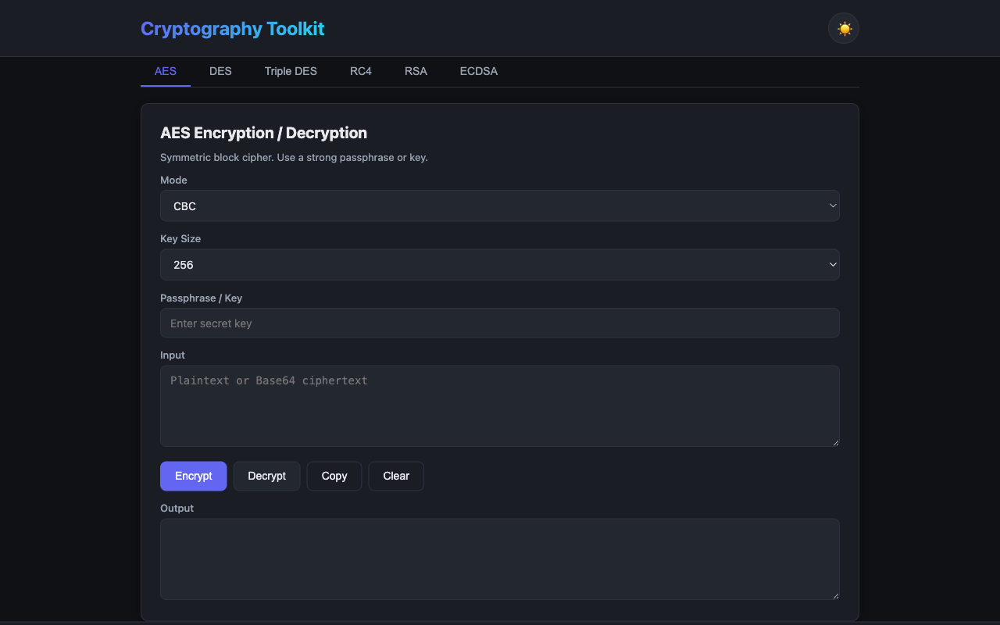 Cryptography Toolkit
AES DES Triple DES RC4 RSA ECDSA
AES Encryption / Decryption
Symmetric block cipher. Use a strong passphrase or key.
Mode
CBC
Key Size
256
Passphrase / Key
Enter secret key
Input
Plaintext or Base64 ciphertext
Encrypt Decrypt Copy Clear
Output